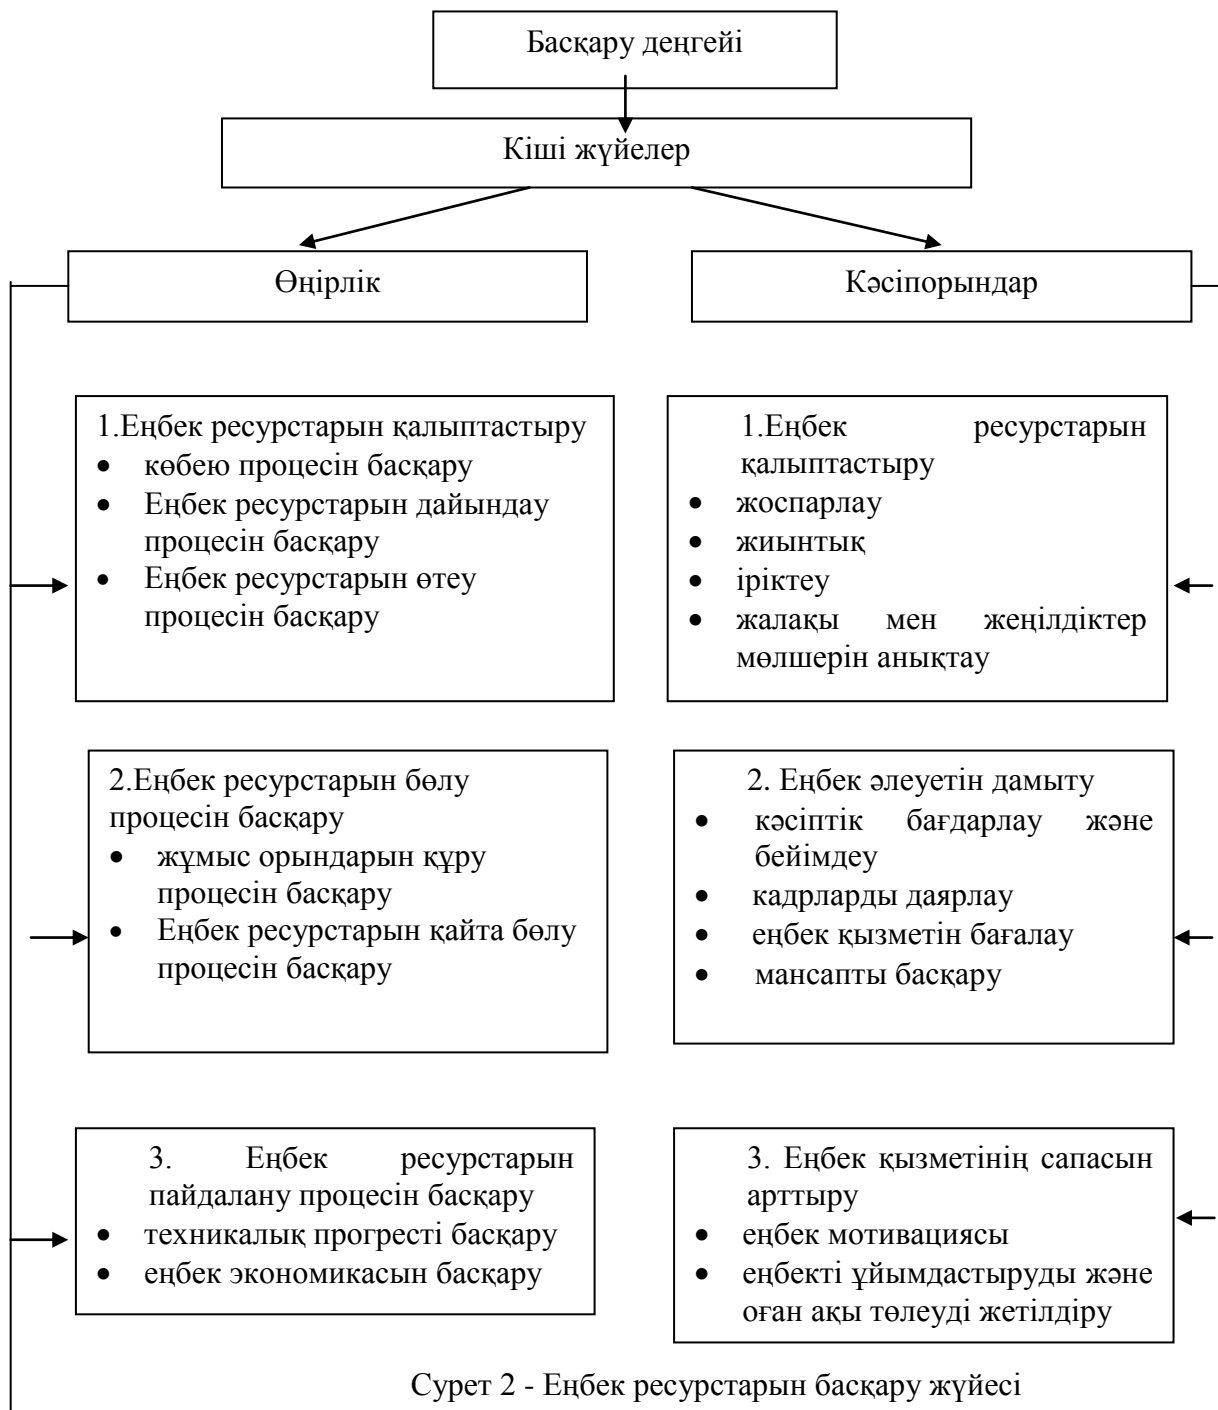 Басқару деңгейі
Кіші жүйелер
Өңірлік
Кәсіпорындар
1.Еңбек ресурстарын қалыптастыру
• көбею процесін басқару
• Еңбек ресурстарын дайындау
процесін басқару
• Еңбек ресурстарын өтеу
процесін басқару
1.Еңбек ресурстарын
қалыптастыру
• жоспарлау
• жиынтық
• іріктеу
• жалақы мен жеңілдіктер
мөлшерін анықтау
2.Еңбек ресурстарын бөлу
процесін басқару
• жұмыс орындарын құру
процесін басқару
• Еңбек ресурстарын қайта бөлу
процесін басқару
2. Еңбек әлеуетін дамыту
• кәсіптік бағдарлау және
бейімдеу
• кадрларды даярлау
• еңбек қызметін бағалау
• мансапты басқару
3. Еңбек ресурстарын
пайдалану процесін басқару
• техникалық прогресті басқару
• еңбек экономикасын басқару
3. Еңбек қызметінің сапасын
арттыру
• еңбек мотивациясы
• еңбекті ұйымдастыруды және
оған ақы төлеуді жетілдіру
Сурет 2 - Еңбек ресурстарын басқару жүйесі